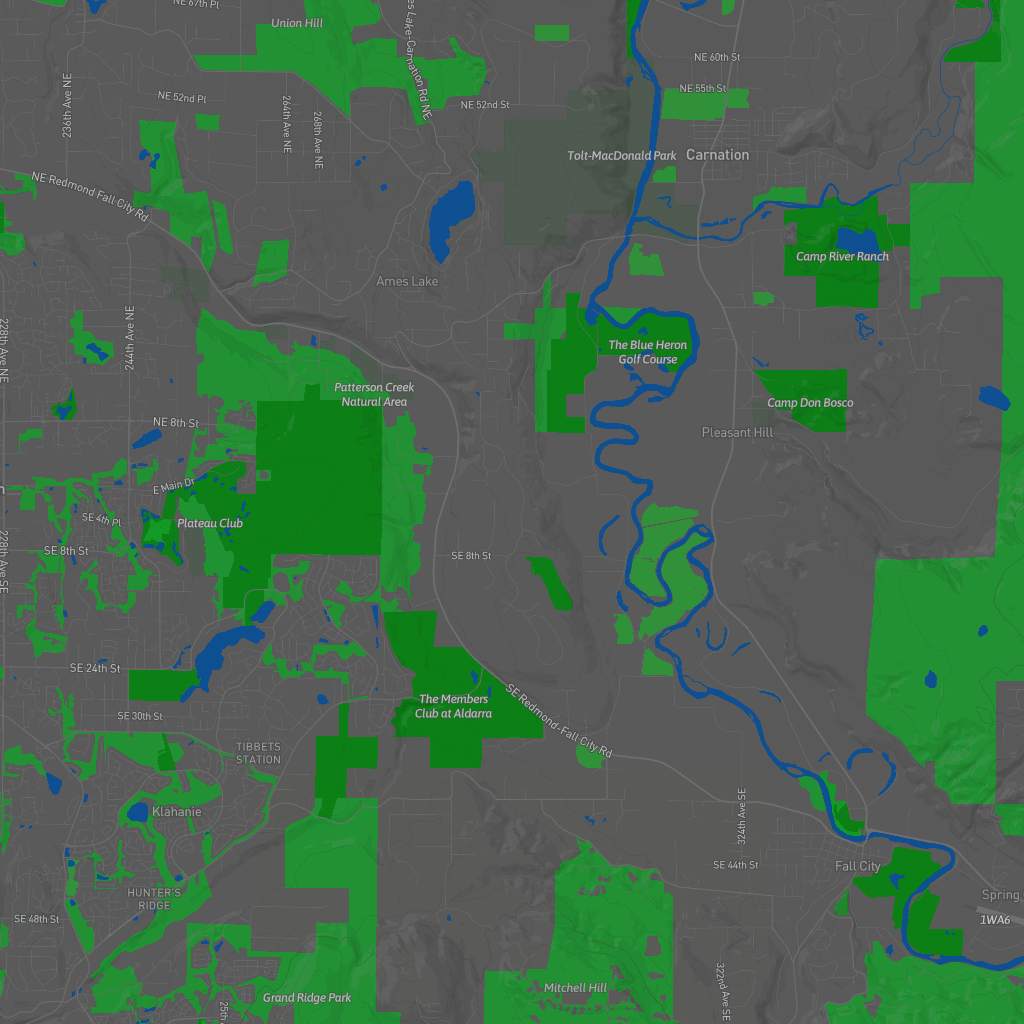 NE 67th Pl
Union Hill
NE 60th St
NE 55th St
236th Ave NE
NE 52nd Pl
264th Ave NE
268th Ave NE
Lake-Carnation Rd NE
NE 52nd St
Tolt-MacDonald Park
Carnation
NE Redmond Fall City Rd
Camp River Ranch
Ames Lake
228th Ave NE
244th Ave NE
The Blue Heron
Golf Course
Patterson Creek
Natural Area
Camp Don Bosco
NE 8th St
Pleasant Hill
E Main Dr
SE 4th Pl
Plateau Club
SE 8th St
SE 8th St
228th Ave SE
SE 24th St
The Members
Club at Aldarra
SE Redmond-Fall City Rd
SE 30th St
TIBBETS
STATION
Klahanie
324th Ave SE
SE 44th St
Fall City
HUNTER'S
RIDGE
Spring
SE 48th St
1WA6
Mitchell Hill
322nd Ave SE
Grand Ridge Park